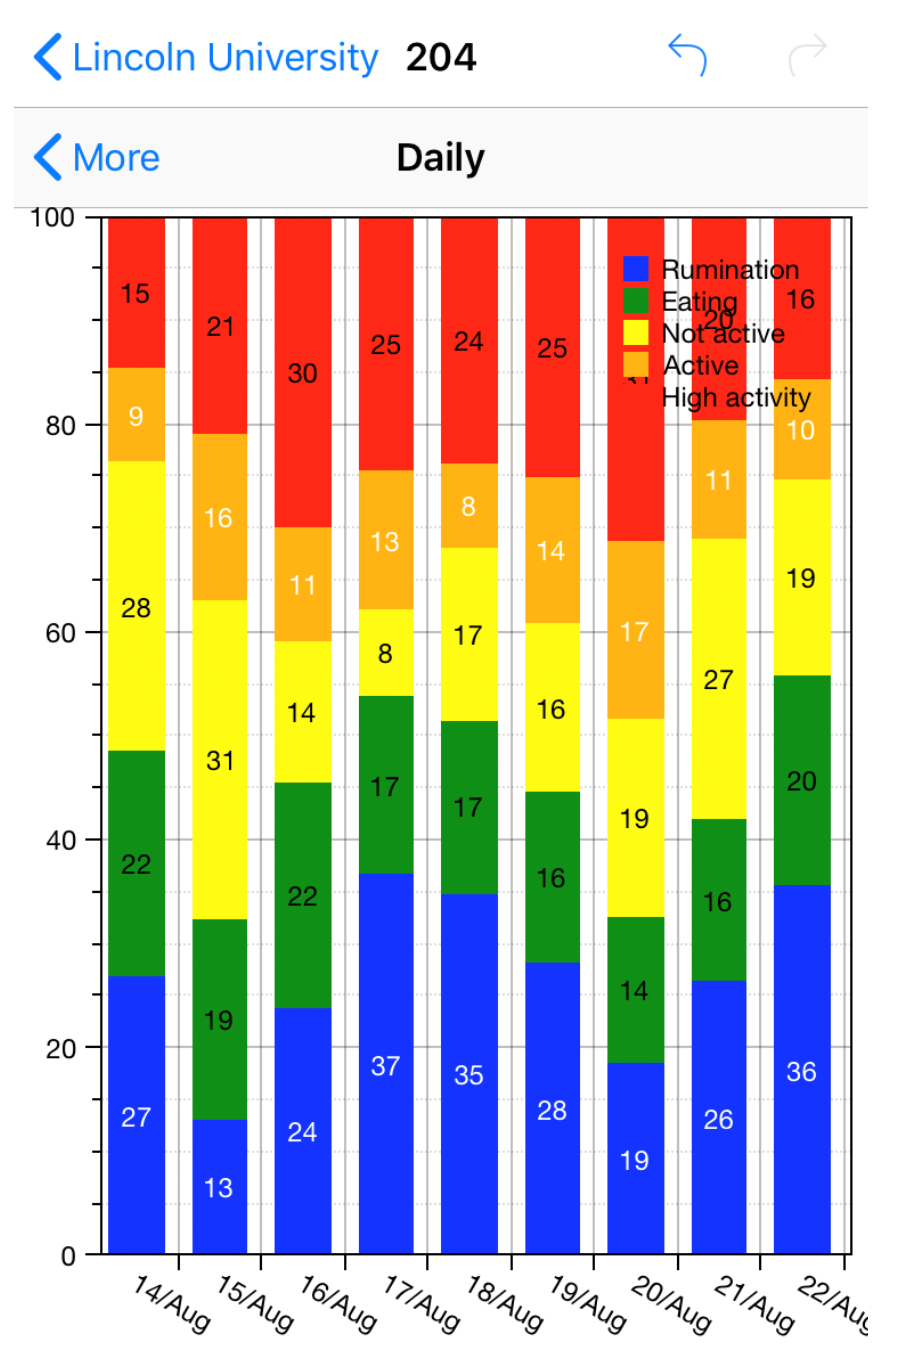 Lincoln University 204
More Daily
100
80
60
40
20
0
Rumination
Eating
Not active
Active
High activity
15 21 30 25 24 25 31 20 16
9 16 11 13 8 14 17 11 10
28 31 14 8 17 16 19 27 19
22 19 22 17 17 16 14 16 20
27 13 24 37 35 28 19 26 36
14/Aug 15/Aug 16/Aug 17/Aug 18/Aug 19/Aug 20/Aug 21/Aug 22/Aug